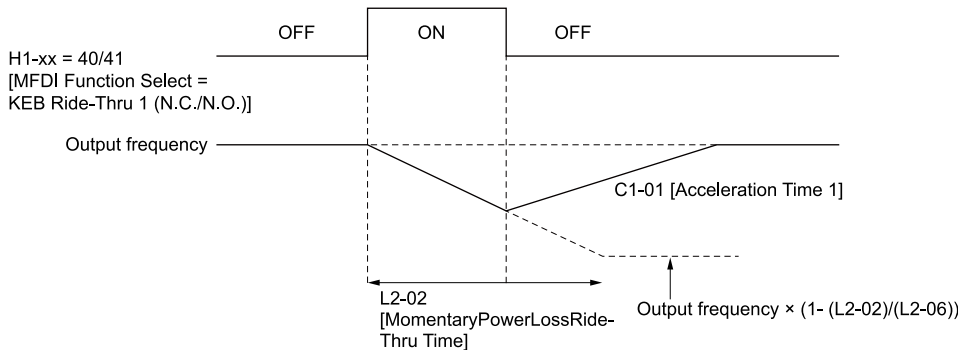 OFF
ON
OFF
H1-xx = 40/41
[MFDI Function Select =
KEB Ride-Thru 1 (N.C./N.O.)]
Output frequency
C1-01 [Acceleration Time 1]
L2-02
[MomentaryPowerLossRide-
Thru Time]
Output frequency × (1- (L2-02)/(L2-06))